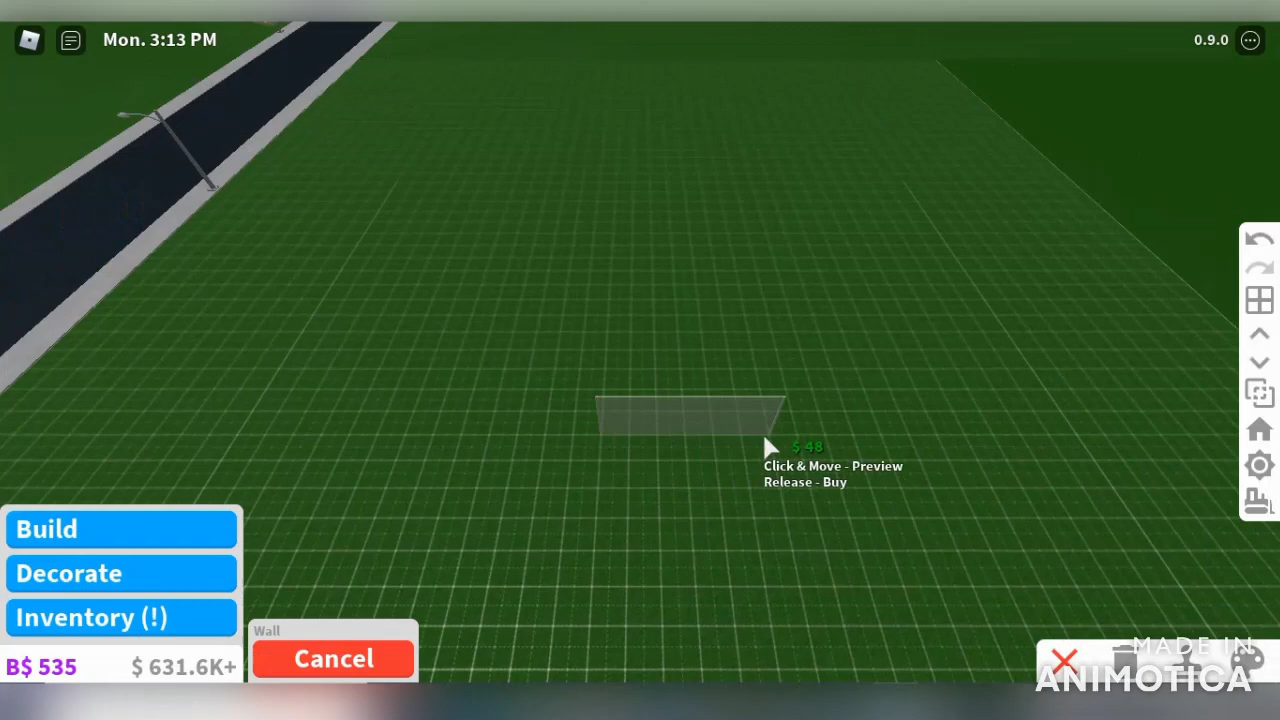 Mon. 3:13 PM
0.9.0
$ 48
Click & Move - Preview
Release - Buy
Build
Decorate
Inventory (!)
B$ 535
$ 631.6K+
Wall
Cancel
MADE IN
ANIMOTICA